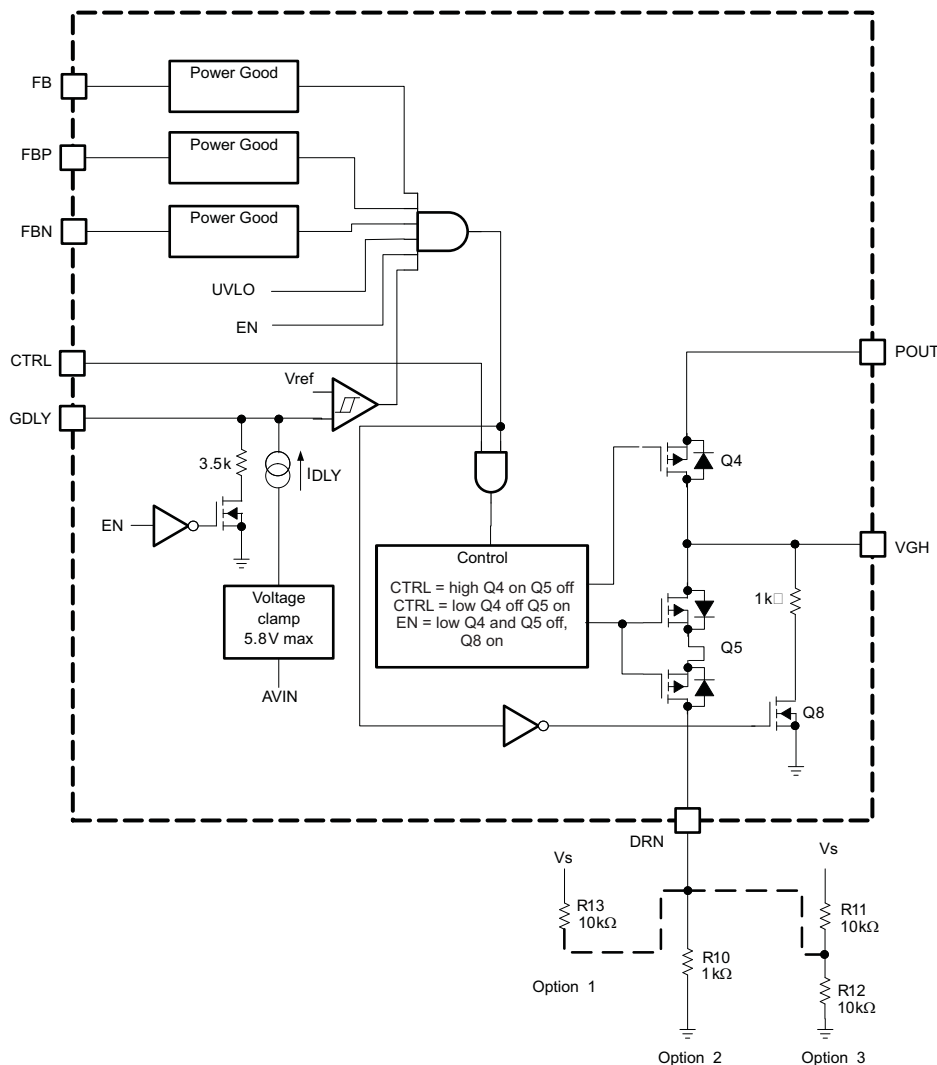 FB
Power Good
FBP
Power Good
FBN
Power Good
UVLO
EN
CTRL
Vref
GDLY
3.5k
IDLY
EN
Voltage
clamp
5.8V max
AVIN
Control
CTRL = high Q4 on Q5 off
CTRL = low Q4 off Q5 on
EN = low Q4 and Q5 off,
Q8 on
POUT
Q4
VGH
1k□
Q5
Q8
DRN
Vs
R13
10kΩ
Option 1
R10
1kΩ
Option 2
Vs
R11
10kΩ
R12
10kΩ
Option 3